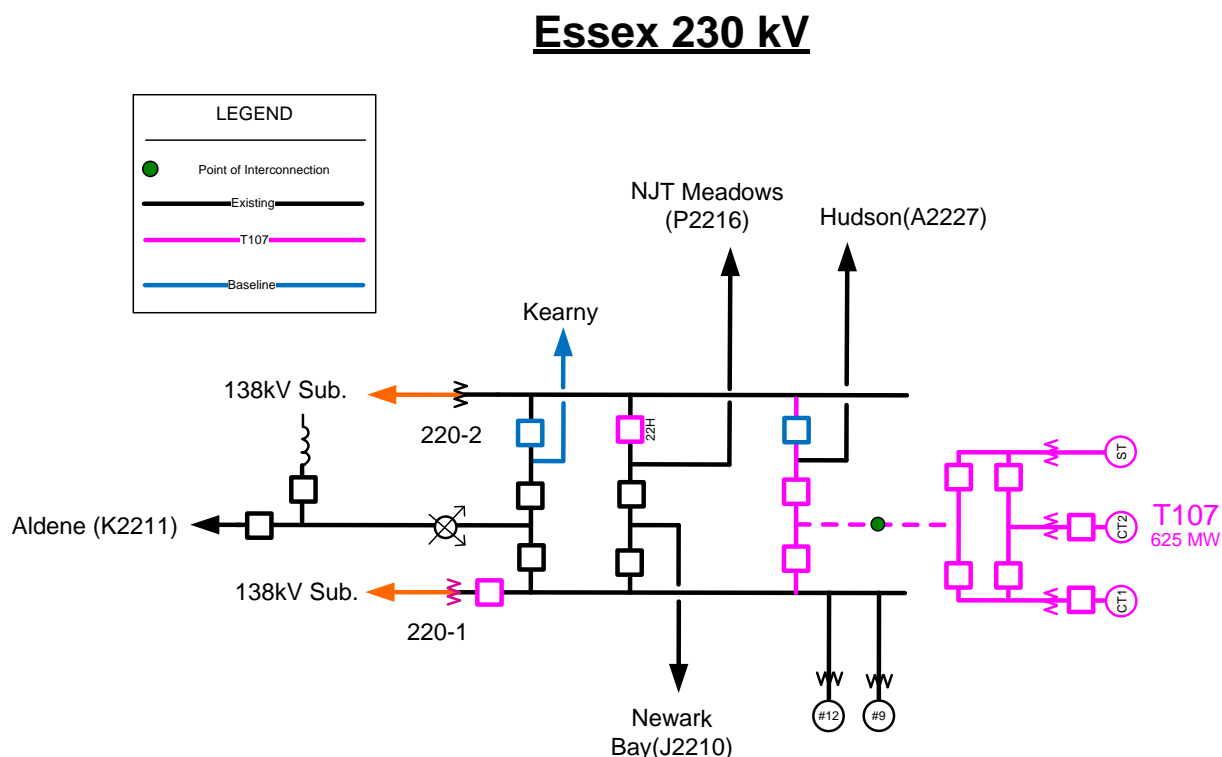 Essex 230 kV
LEGEND
Point of Interconnection
Existing
T107
Baseline
NJT Meadows
(P2216)
Hudson(A2227)
Kearny
138kV Sub.
220-2
22H
ST
Aldene (K2211)
CT2
T107
625 MW
138kV Sub.
220-1
CT1
#12
#9
Newark
Bay(J2210)